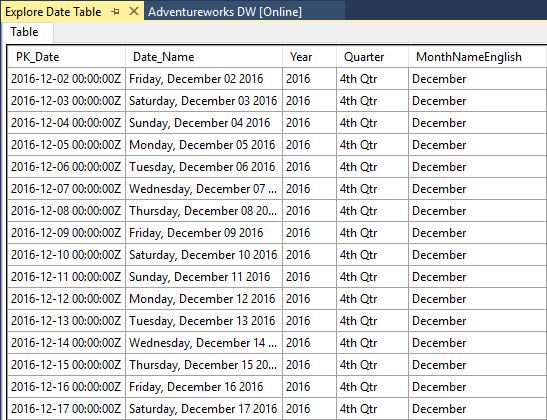 Explore Date Table Adventureworks DW [Online]
Table
PK_Date Date_Name Year Quarter MonthNameEnglish
2016-12-02 00:00:00Z Friday, December 02 2016 2016 4th Qtr December
2016-12-03 00:00:00Z Saturday, December 03 2016 2016 4th Qtr December
2016-12-04 00:00:00Z Sunday, December 04 2016 2016 4th Qtr December
2016-12-05 00:00:00Z Monday, December 05 2016 2016 4th Qtr December
2016-12-06 00:00:00Z Tuesday, December 06 2016 2016 4th Qtr December
2016-12-07 00:00:00Z Wednesday, December 07 ... 2016 4th Qtr December
2016-12-08 00:00:00Z Thursday, December 08 20... 2016 4th Qtr December
2016-12-09 00:00:00Z Friday, December 09 2016 2016 4th Qtr December
2016-12-10 00:00:00Z Saturday, December 10 2016 2016 4th Qtr December
2016-12-11 00:00:00Z Sunday, December 11 2016 2016 4th Qtr December
2016-12-12 00:00:00Z Monday, December 12 2016 2016 4th Qtr December
2016-12-13 00:00:00Z Tuesday, December 13 2016 2016 4th Qtr December
2016-12-14 00:00:00Z Wednesday, December 14 ... 2016 4th Qtr December
2016-12-15 00:00:00Z Thursday, December 15 20... 2016 4th Qtr December
2016-12-16 00:00:00Z Friday, December 16 2016 2016 4th Qtr December
2016-12-17 00:00:00Z Saturday, December 17 2016 2016 4th Qtr December